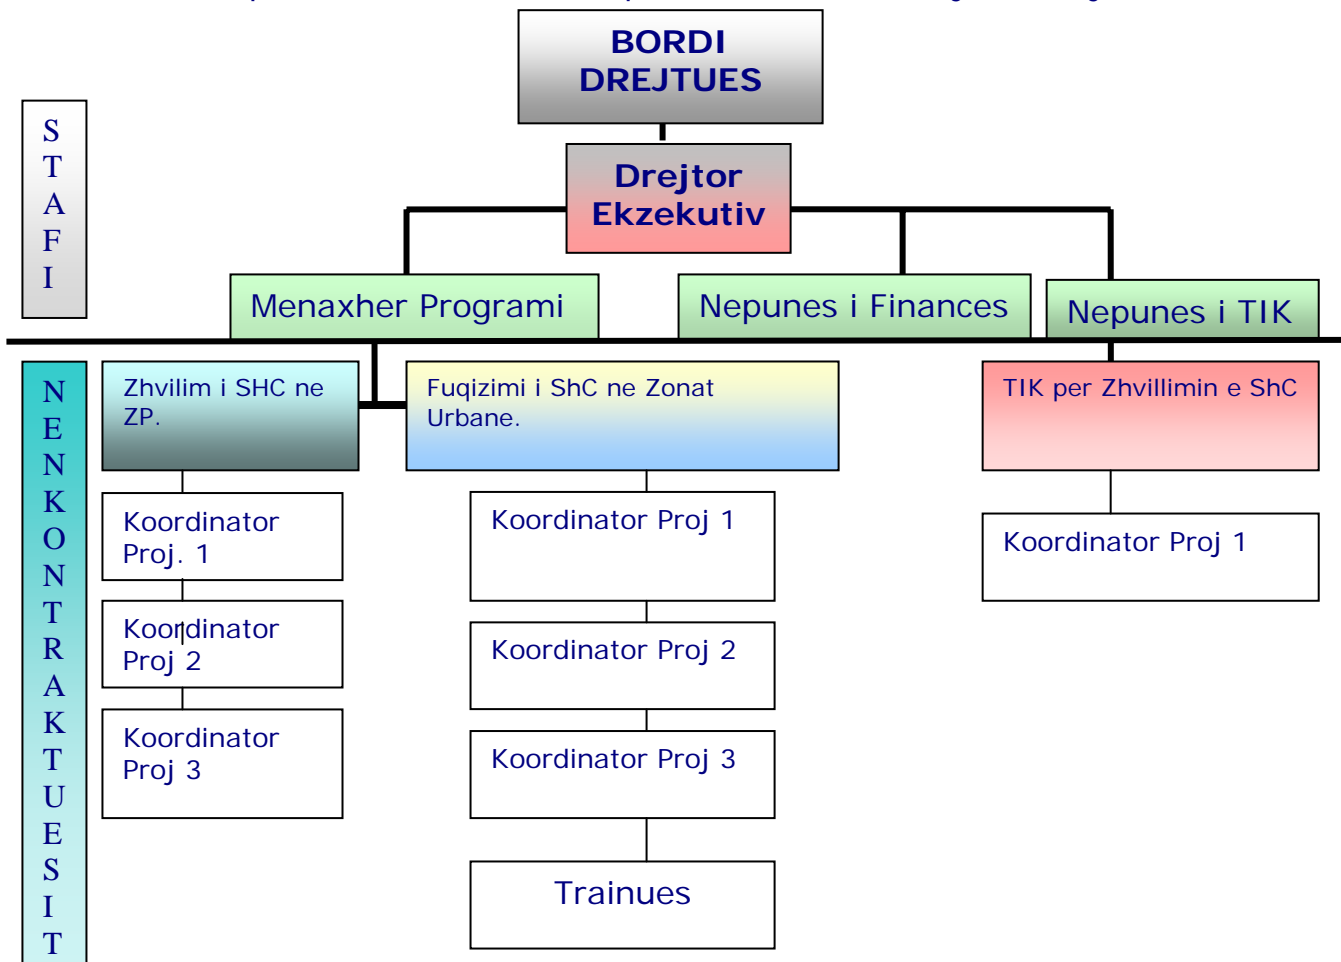 BORDI
DREJTUES
STAFI
Drejtor
Ekzekutiv
Menaxher Programi
Nepunes i Finances
Nepunes i TIK
NENKONTRAKTUESIT
Zhvilim i SHC ne
ZP.
Fuqizimi i ShC ne Zonat
Urbane.
TIK per Zhvillimin e ShC
Koordinator
Proj. 1
Koordinator
Proj 2
Koordinator
Proj 3
Koordinator Proj 1
Koordinator Proj 2
Koordinator Proj 3
Trainues
Koordinator Proj 1